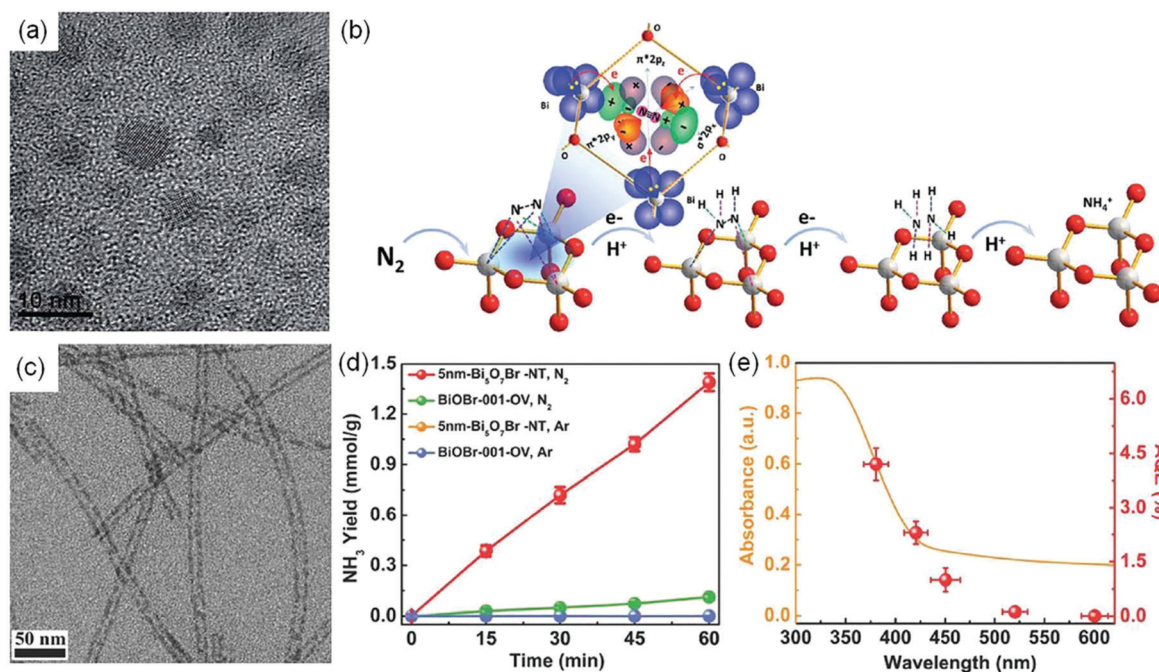 (a)
10 nm
(b)
O
π*2p_z
e
e
Bi
Bi
+
+
-
-
N≡N
+
-
-
+
-
π*2p_y
σ*2p_x
O
O
e
Bi
N
N
N₂
e-
H⁺
H
H
H
N
N
e-
H⁺
H
H
N
N
H
H
H
H⁺
NH₄⁺
(c)
50 nm
(d)
5nm-Bi₅O₇Br -NT, N₂
BiOBr-001-OV, N₂
5nm-Bi₅O₇Br -NT, Ar
BiOBr-001-OV, Ar
NH₃ Yield (mmol/g)
1.5
1.2
0.9
0.6
0.3
0.0
0 15 30 45 60
Time (min)
(e)
Absorbance (a.u.)
1.0
0.8
0.6
0.4
0.2
0.0
6.0
4.5
3.0
1.5
0.0
300 350 400 450 500 550 600
Wavelength (nm)